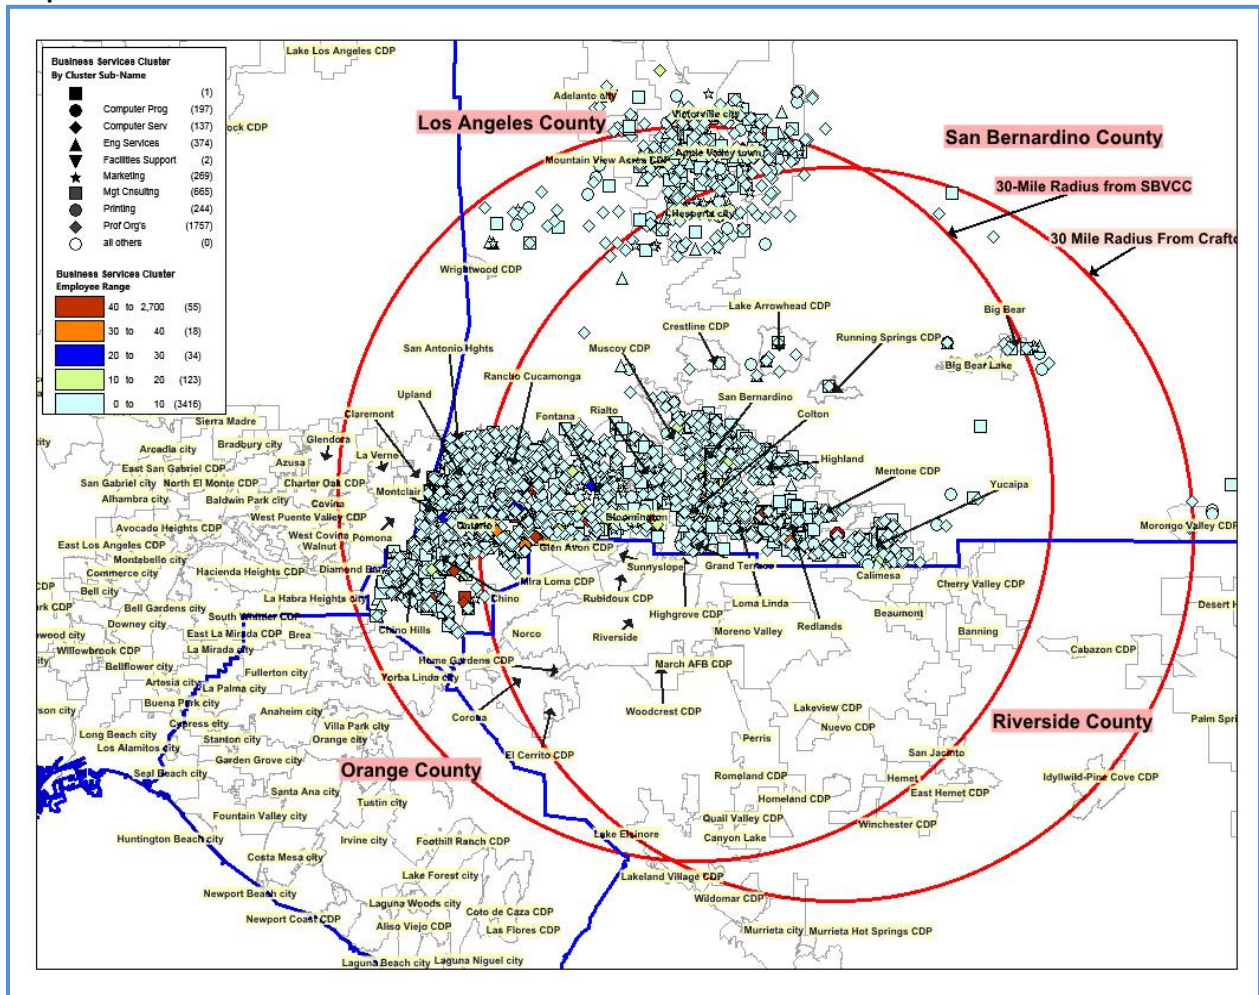 Business Services Cluster
By Cluster Sub-Name
(1)
Computer Prog (197)
Computer Serv (137)
Eng Services (374)
Facilities Support (2)
Marketing (269)
Mgt Cnsultng (665)
Printing (244)
Prof Org's (1757)
all others (0)
Business Services Cluster
Employee Range
40 to 2,700 (55)
30 to 40 (18)
20 to 30 (34)
10 to 20 (123)
0 to 10 (3416)
Lake Los Angeles CDP
ock CDP
Los Angeles County
San Bernardino County
30-Mile Radius from SBVCC
30 Mile Radius From Crafto
Adelanto city
Victorville city
Mountain View Acres CDP
Apple Valley town
Hesperia city
Wrightwood CDP
Lake Arrowhead CDP
Crestline CDP
Big Bear
Running Springs CDP
Big Bear Lake
San Antonio Hghts
Muscoy CDP
Rancho Cucamonga
Upland
Claremont
Fontana
Rialto
San Bernardino
Colton
Highland
Mentone CDP
Yucaipa
Sierra Madre
Glendora
Bradbury city
Arcadia city
La Verne
Azusa
East San Gabriel CDP
San Gabriel city
North El Monte CDP
Charter Oak CDP
Montclair
Alhambra city
Baldwin Park city
Covina
West Puente Valley CDP
Avocado Heights CDP
West Covina
Walnut
Pomona
Ontario
Bloomington
Morongo Valley CDP
East Los Angeles CDP
Montebello city
Commerce city
Hacienda Heights CDP
Diamond Bar
Glen Avon CDP
Sunnyslope
Grand Terrace
Calimesa
Cherry Valley CDP
Mira Loma CDP
Rubidoux CDP
Highgrove CDP
Loma Linda
Redlands
Beaumont
Banning
Desert H
CDP
Bell city
La Habra Heights city
Chino
rk CDP
Bell Gardens city
Downey city
South Whittier CDP
Chino Hills
Norco
Riverside
Moreno Valley
wood city
Willowbrook CDP
East La Mirada CDP
Brea
La Mirada city
Cabazon CDP
Bellflower city
Fullerton city
Home Gardens CDP
March AFB CDP
Artesia city
La Palma city
Yorba Linda city
Buena Park city
Anaheim city
Corona
Woodcrest CDP
Lakeview CDP
Nuevo CDP
rson city
Cypress city
Villa Park city
Riverside County
Palm Spri
Long Beach city
Stanton city
Orange city
Los Alamitos city
Garden Grove city
El Cerrito CDP
Perris
San Jacinto
Seal Beach city
Orange County
Romoland CDP
Hemet
Idyllwild-Pine Cove CDP
Santa Ana city
Tustin city
Homeland CDP
East Hemet CDP
Fountain Valley city
Quail Valley CDP
Winchester CDP
Huntington Beach city
Irvine city
Foothill Ranch CDP
Lake Elsinore
Canyon Lake
Costa Mesa city
Lake Forest city
Lakeland Village CDP
Newport Beach city
Laguna Woods city
Wildomar CDP
Newport Coast CDP
Coto de Caza CDP
Aliso Viejo CDP
Las Flores CDP
Murrieta city
Murrieta Hot Springs CDP
Laguna Beach city
Laguna Niguel city